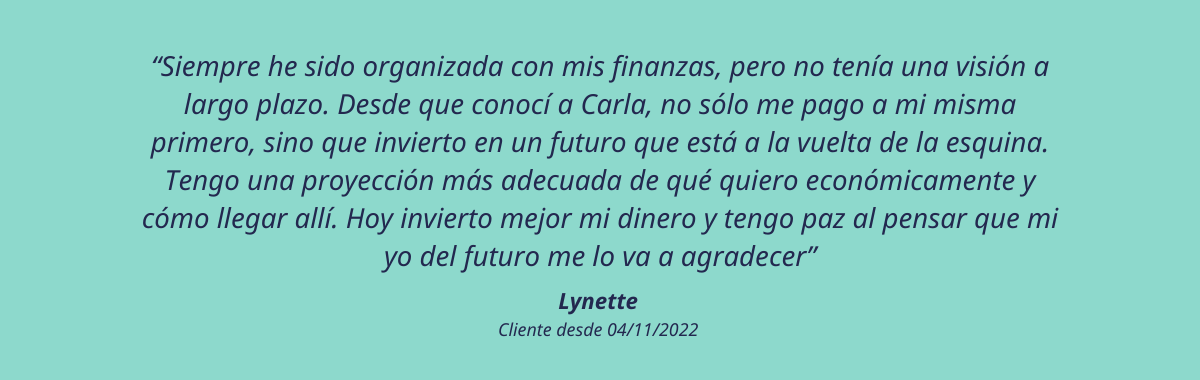 “Siempre he sido organizada con mis finanzas, pero no tenía una visión a
largo plazo. Desde que conocí a Carla, no sólo me pago a mi misma
primero, sino que invierto en un futuro que está a la vuelta de la esquina.
Tengo una proyección más adecuada de qué quiero económicamente y
cómo llegar allí. Hoy invierto mejor mi dinero y tengo paz al pensar que mi
yo del futuro me lo va a agradecer”
Lynette
Cliente desde 04/11/2022